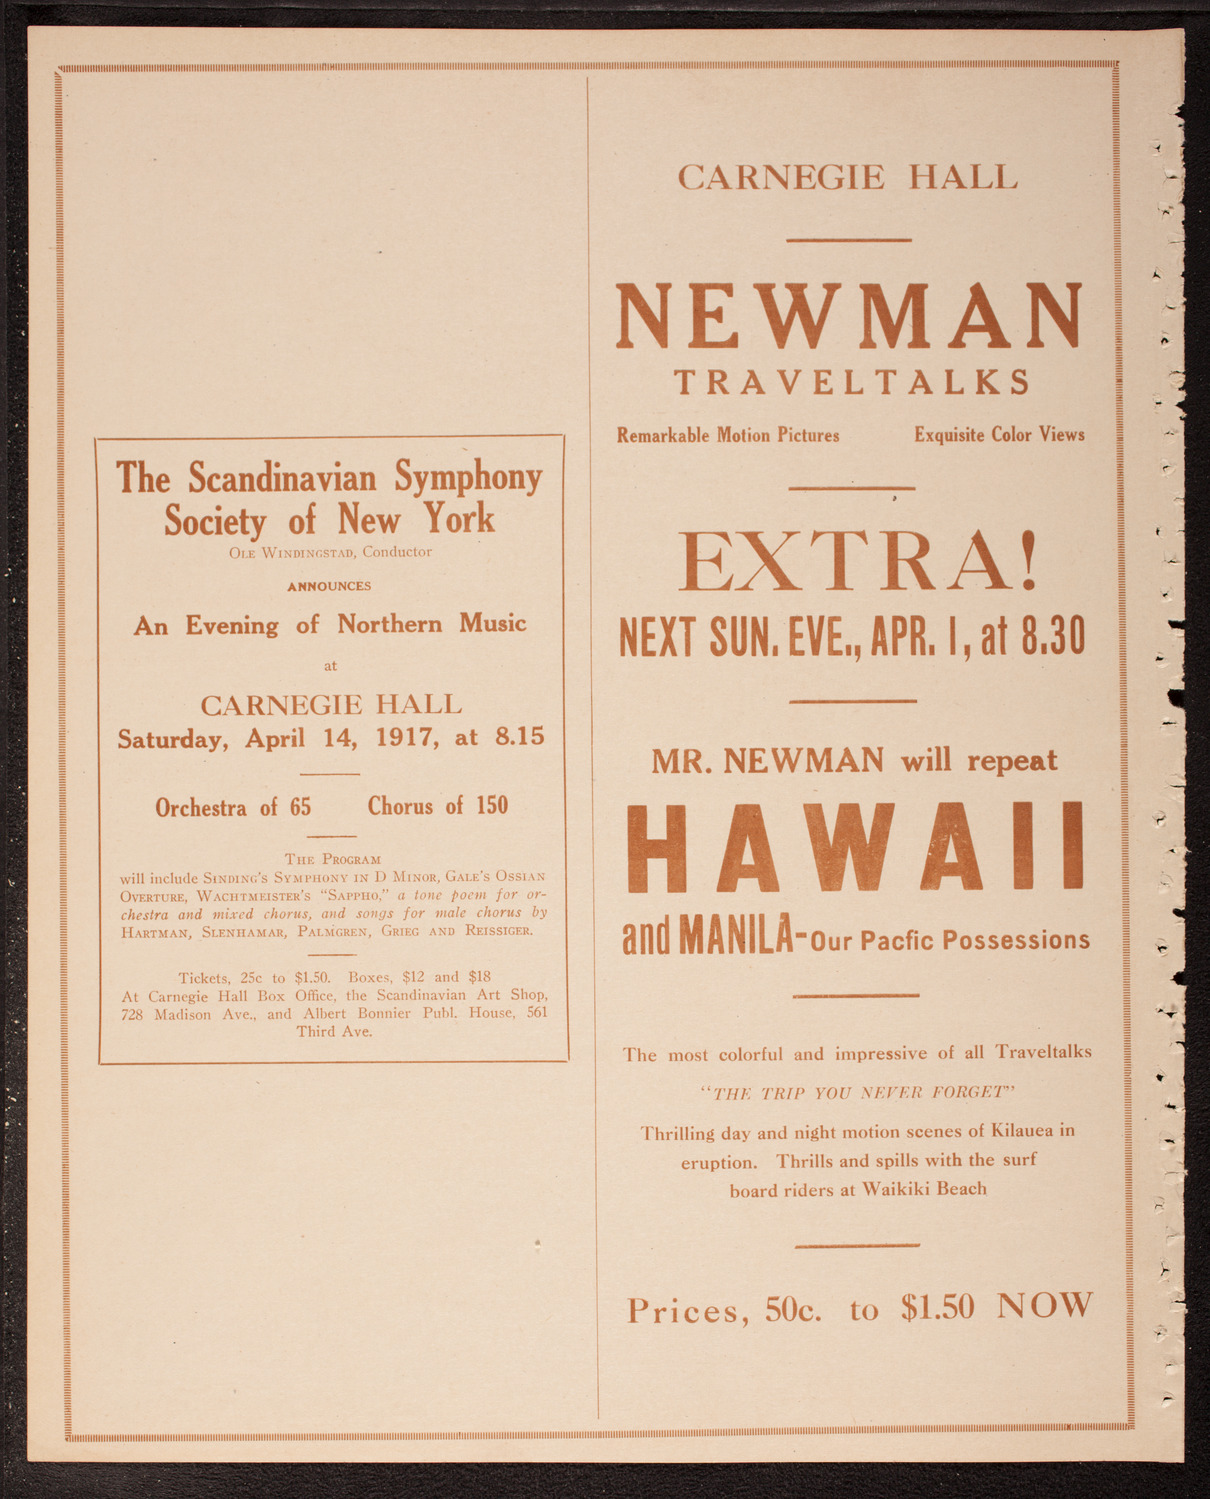 The Scandinavian Symphony
Society of New York
Ole Windingstad, Conductor
ANNOUNCES
An Evening of Northern Music
at
CARNEGIE HALL
Saturday, April 14, 1917, at 8.15
Orchestra of 65 Chorus of 150
The Program
will include Sinding's Symphony in D Minor, Gale's Ossian
Overture, Wachtmeister's "Sappho," a tone poem for or-
chestra and mixed chorus, and songs for male chorus by
Hartman, Slenhamar, Palmgren, Grieg and Reissiger.
Tickets, 25c to $1.50. Boxes, $12 and $18
At Carnegie Hall Box Office, the Scandinavian Art Shop,
728 Madison Ave., and Albert Bonnier Publ. House, 561
Third Ave.
CARNEGIE HALL
NEWMAN
TRAVELTALKS
Remarkable Motion Pictures Exquisite Color Views
EXTRA!
NEXT SUN. EVE., APR. 1, at 8.30
MR. NEWMAN will repeat
HAWAII
and MANILA-Our Pacfic Possessions
The most colorful and impressive of all Traveltalks
"THE TRIP YOU NEVER FORGET"
Thrilling day and night motion scenes of Kilauea in
eruption. Thrills and spills with the surf
board riders at Waikiki Beach
Prices, 50c. to $1.50 NOW